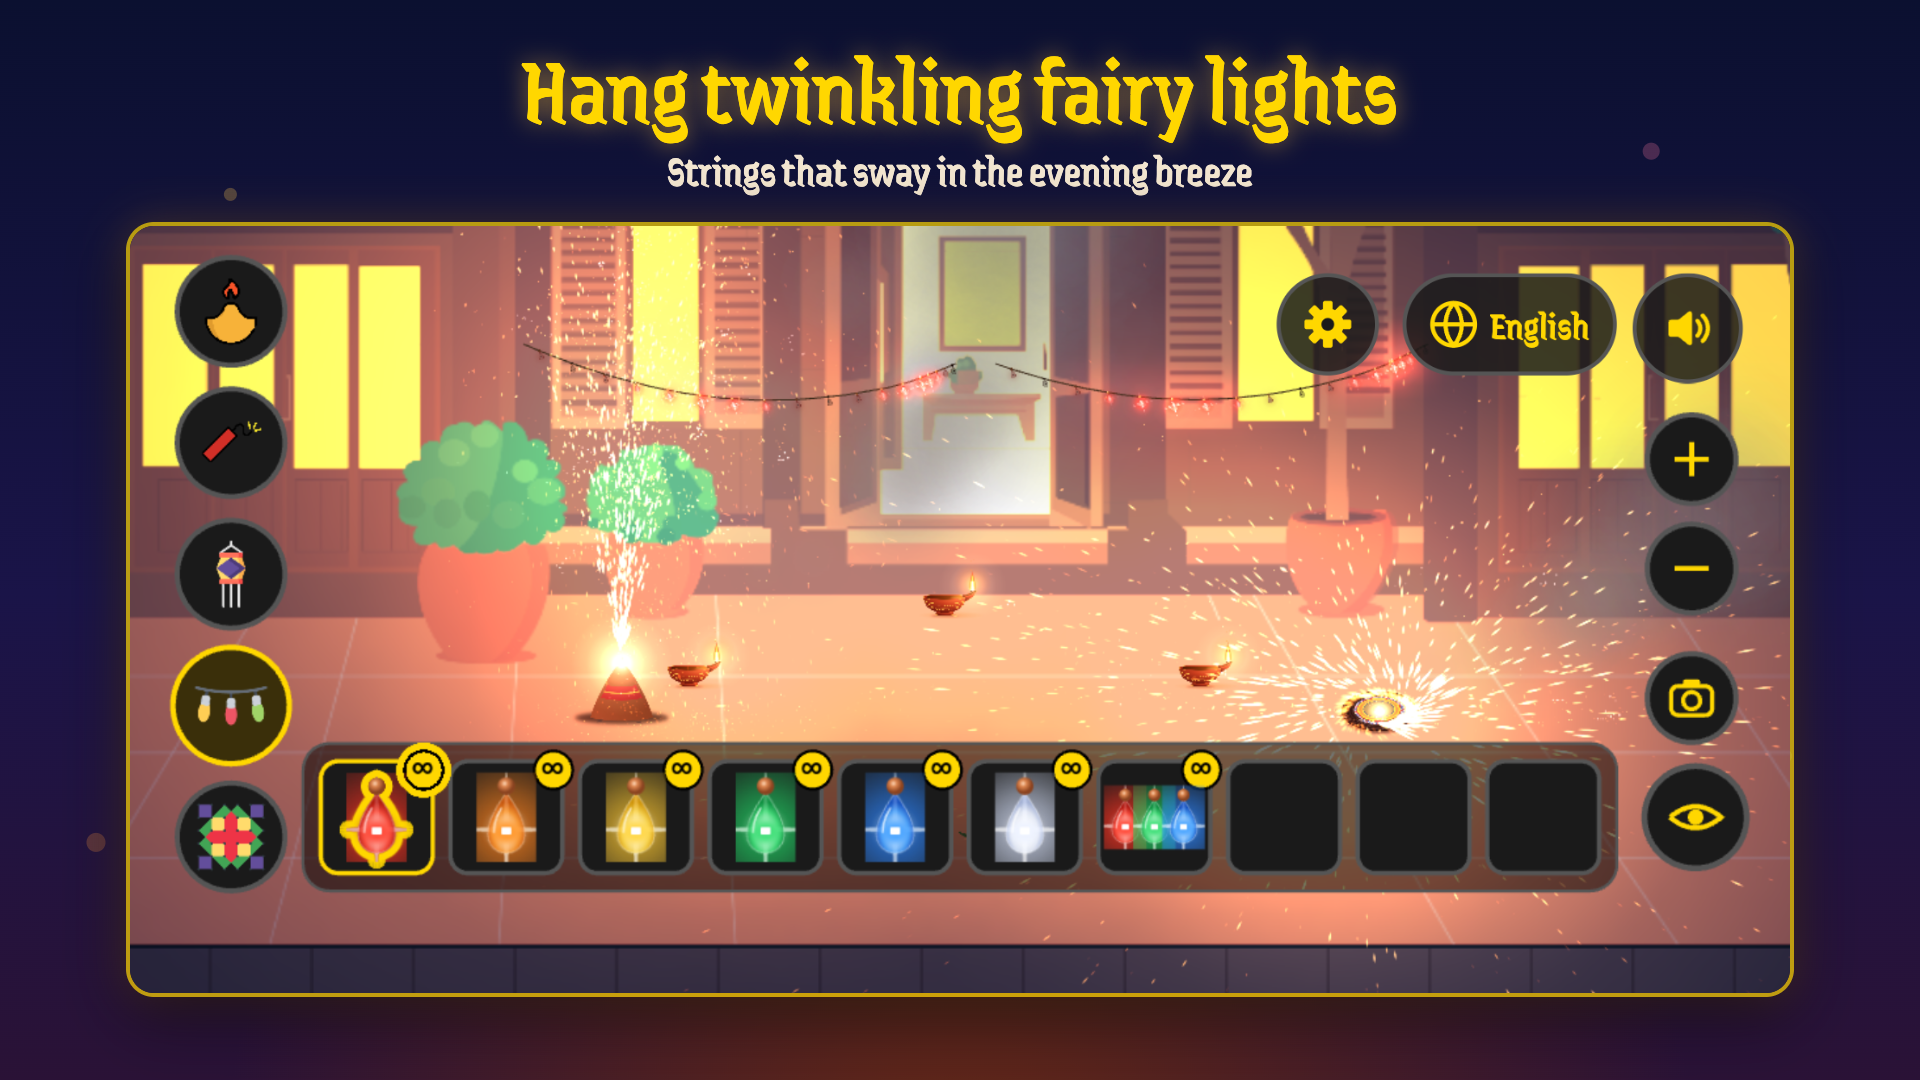 Hang twinkling fairy lights
Strings that sway in the evening breeze
English
∞ ∞ ∞ ∞ ∞ ∞ ∞